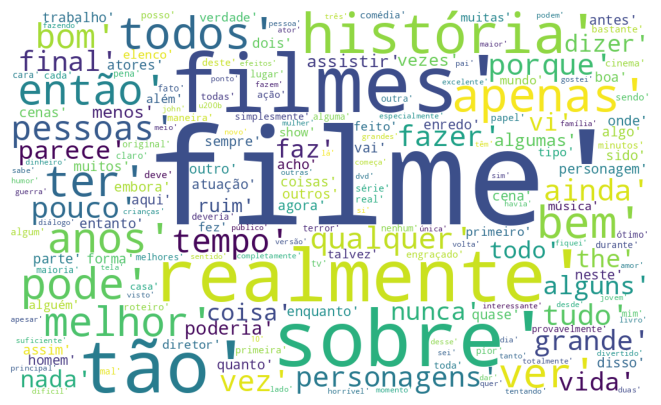 trabalho' posso' verdade' comédia' muitas' podem' antes'
fazendo' pessoa' ator' três' maior' bastante'
bom' todos' história' dizer
cara' cada' pena' elenco' dois' deste' efeitos' gostei' cinema'
final' atores' lugar' assistir' vezes' porque'
fato' fazem' ponto' pai' excelente' mundo' boa' sendo'
então' menos' além' todas' ação' outra' filmes' apenas'
cenas' john' maneira' u200b simplesmente' alguma' especialmente' papel' família' onde'
pessoas' meio' novo' mulher' grandes' show' feito' enredo' vi' algo'
original' sempre' vai' fazer' algumas' minutos'
parece' claro' deve' faz' filme' começa' têm' tipo' sido'
dinheiro' muitos' outro' acho' outras' dvd' sim' personagem'
sabe' humor' embora' atuação' coisas' série' cena' ainda'
ter' guerra' aqui' ruim' outros' real' havia' música'
pouco' diálogo' crianças' deveria' agora' si' nenhum' única' ótimo'
algum' entanto' fez' público' terror' primeiro' volta' durante'
anos' tempo' qualquer' bem'
parte' forma' melhores' versão' talvez' engraçado' todo' the' fiquei' amor'
maioria' tela' sentido' completamente' tv' neste'
pode' casa' visto' realmente' alguns'
alguém' roteiro' interessante' desde' jovem'
apesar' coisa' enquanto' nunca' quase' mim' livro' tudo'
melhor' poderia' provavelmente'
suficiente' assim' diretor' 10' desse' dia' tanto' divertido' grande'
homem' quanto' primeira' sei' pior' totalmente' disso'
principal' tão' mal' sobre' toda' dar'
nada' vez' lado' personagens' quer' ver' vida'
difícil' horrível' momento' tentando' duas'